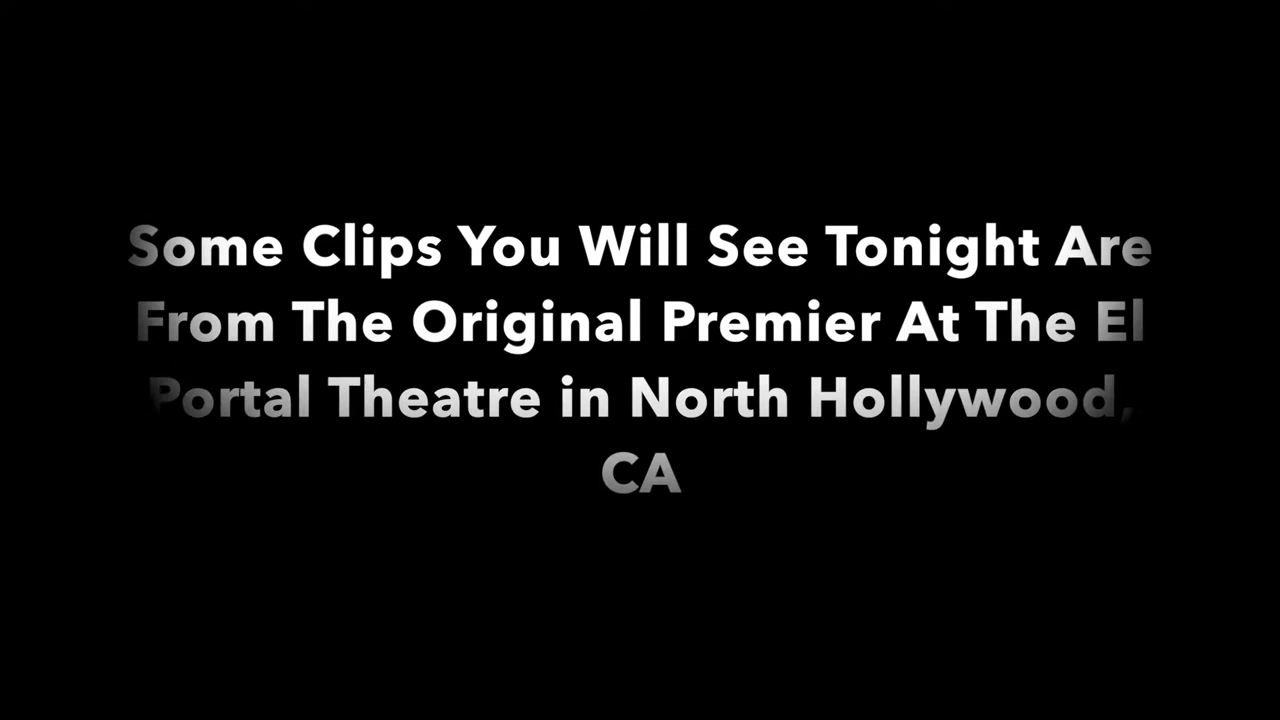 Some Clips You Will See Tonight Are
From The Original Premier At The El
Portal Theatre in North Hollywood,
CA